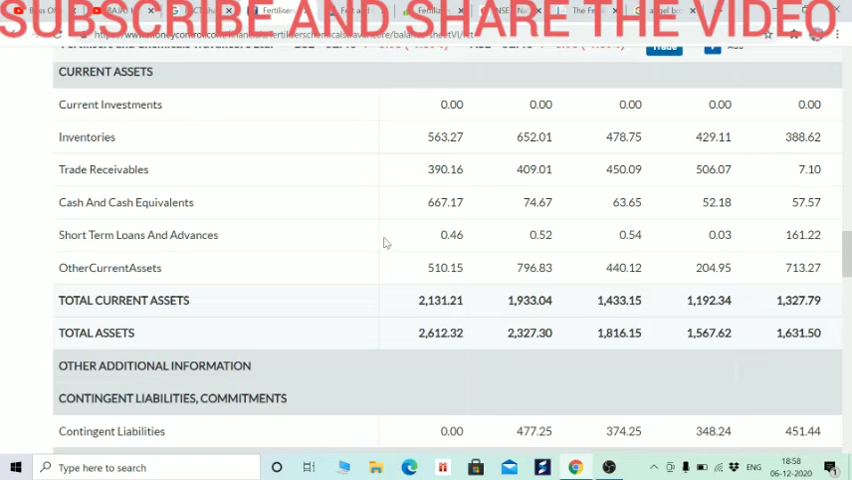 SUBSCRIBE AND SHARE THE VIDEO
CURRENT ASSETS
Current Investments 0.00 0.00 0.00 0.00 0.00
Inventories 563.27 652.01 478.75 429.11 388.62
Trade Receivables 390.16 409.01 450.09 506.07 7.10
Cash And Cash Equivalents 667.17 74.67 63.65 52.18 57.57
Short Term Loans And Advances 0.46 0.52 0.54 0.03 161.22
OtherCurrentAssets 510.15 796.83 440.12 204.95 713.27
TOTAL CURRENT ASSETS 2,131.21 1,933.04 1,433.15 1,192.34 1,327.79
TOTAL ASSETS 2,612.32 2,327.30 1,816.15 1,567.62 1,631.50
OTHER ADDITIONAL INFORMATION
CONTINGENT LIABILITIES, COMMITMENTS
Contingent Liabilities 0.00 477.25 374.25 348.24 451.44
Type here to search ENG 18:58
06-12-2020